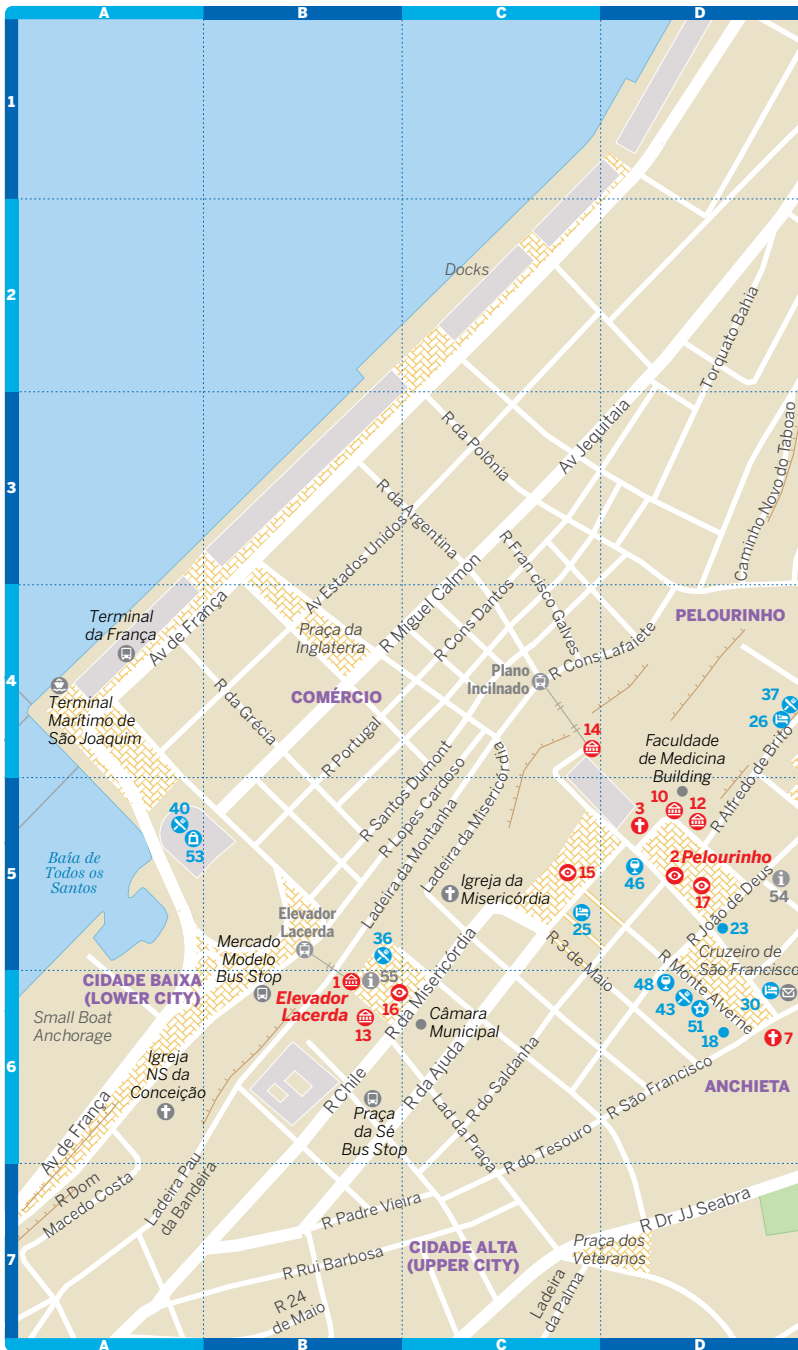 A
B
C
D
1
2
3
4
5
6
7
Docks
Torquato Bahia
Av Jequitaia
R da Polônia
Caminho Novo do Taboao
R da Argentina
Av Estados Unidos
R Fran cisco Galves
R Miguel Calmon
R Cons Dantos
Terminal
da França
Av de França
Praça da
Inglaterra
PELOURINHO
R Cons Lafaiete
Plano
Incilnado
Terminal
Marítimo de
São Joaquim
R da Grécia
COMÉRCIO
R Portugal
37
26
14
Faculdade
de Medicina
Building
R Alfredo de Brito
R Santos Dumont
R Lopes Cardoso
Ladeira da Montanha
Ladeira da Misericórdia
40
53
3
10
12
Baía de
Todos os
Santos
Igreja da
Misericórdia
15
46
2 Pelourinho
17
54
R João de Deus
23
25
Elevador
Lacerda
36
Mercado
Modelo
Bus Stop
R 3 de Maio
Cruzeiro de
São Francisco
R Monte Alverne
CIDADE BAIXA
(LOWER CITY)
1
55
Elevador
Lacerda
16
13
R da Misericórdia
Câmara
Municipal
48
43
51
18
30
7
Small Boat
Anchorage
Igreja
NS da
Conceição
R Chile
Praça
da Sé
Bus Stop
R da Ajuda
R do Saldanha
Lad da Praça
R São Francisco
ANCHIETA
Av de França
R do Tesouro
R Dom
Macedo Costa
Ladeira Pau
da Bandeira
R Padre Vieira
R Dr JJ Seabra
R Rui Barbosa
CIDADE ALTA
(UPPER CITY)
Praça dos
Veteranos
R 24
de Maio
Ladeira
da Palma
A
B
C
D